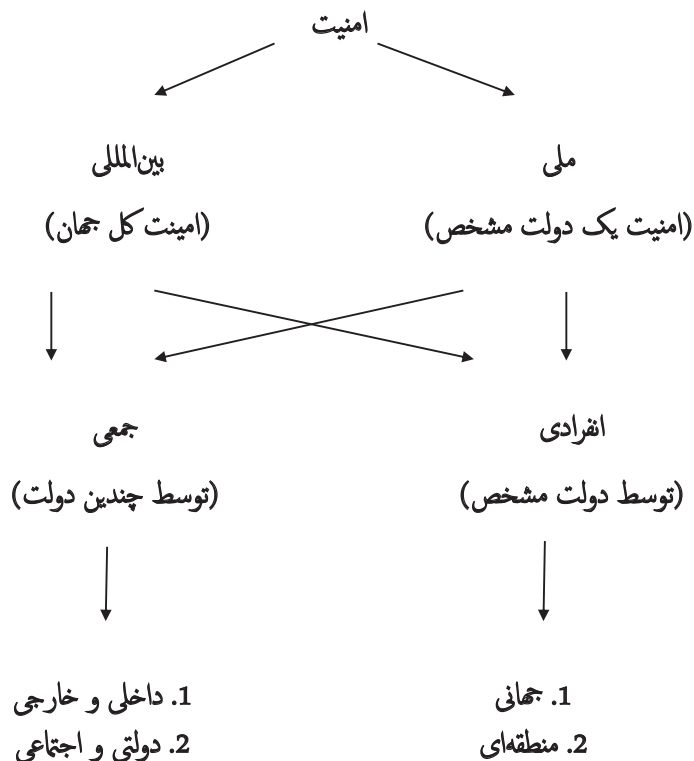 امنیت
ملی
(امنیت یک دولت مشخص)
بین‌المللی
(امینت کل جهان)
انفرادی
(توسط دولت مشخص)
جمعی
(توسط چندین دولت)
1. جهانی
2. منطقه‌ای
1. داخلی و خارجی
2. دولتی و اجتماعی